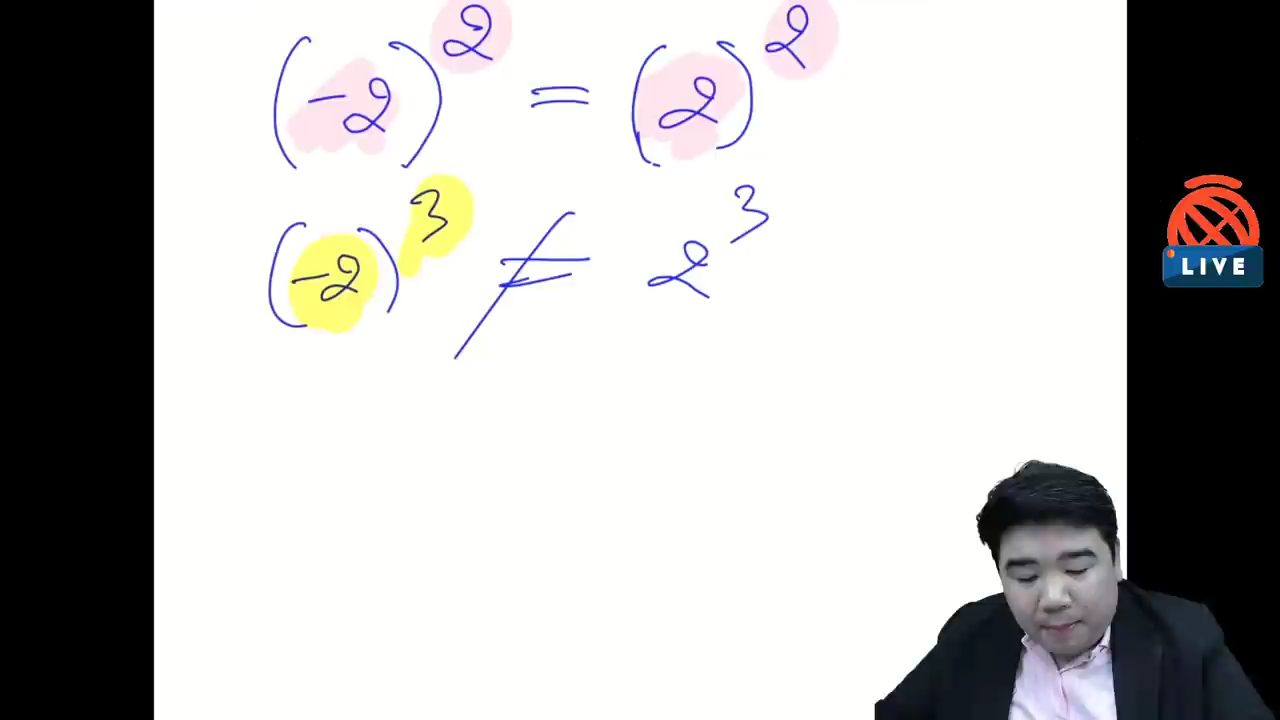 (-2)² = (2)²
(-2)³ ≠ 2³
LIVE